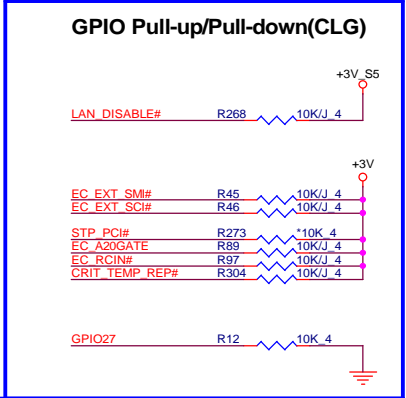 GPIO Pull-up/Pull-down(CLG)
+3V_S5
LAN_DISABLE# R268 10K/J_4
+3V
EC_EXT_SMI# R45 10K/J_4
EC_EXT_SCI# R46 10K/J_4
STP_PCI# R273 *10K_4
EC_A20GATE R89 10K/J_4
EC_RCIN# R97 10K/J_4
CRIT_TEMP_REP# R304 10K/J_4
GPIO27 R12 10K_4